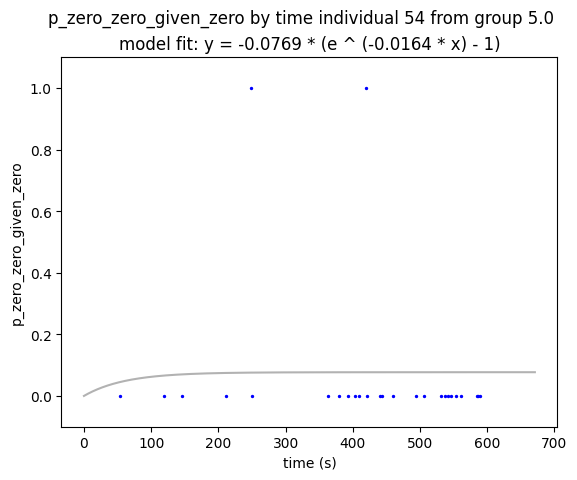 p_zero_zero_given_zero by time individual 54 from group 5.0
model fit: y = -0.0769 * (e ^ (-0.0164 * x) - 1)
p_zero_zero_given_zero
1.0
0.8
0.6
0.4
0.2
0.0
0 100 200 300 400 500 600 700
time (s)